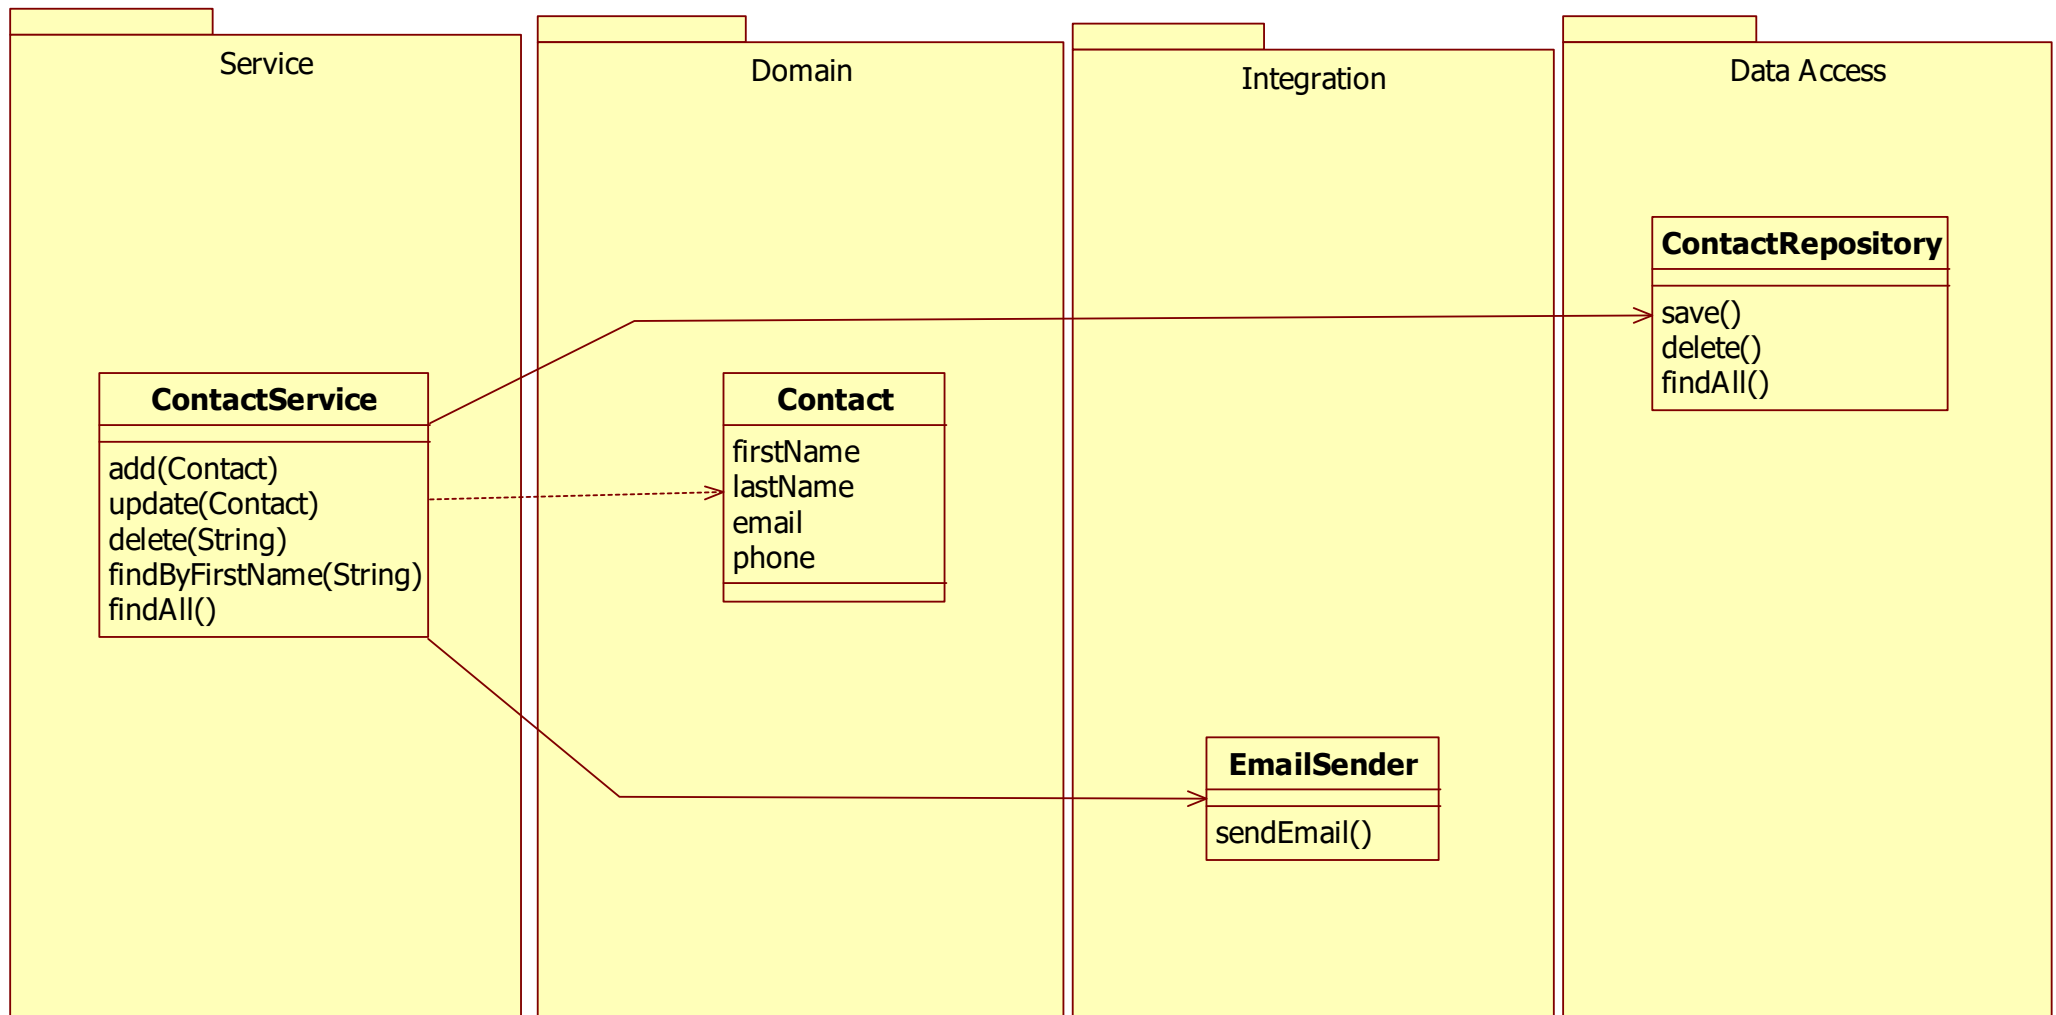 Service
Domain
Integration
Data Access
ContactService
add(Contact)
update(Contact)
delete(String)
findByFirstName(String)
findAll()
Contact
firstName
lastName
email
phone
EmailSender
sendEmail()
ContactRepository
save()
delete()
findAll()